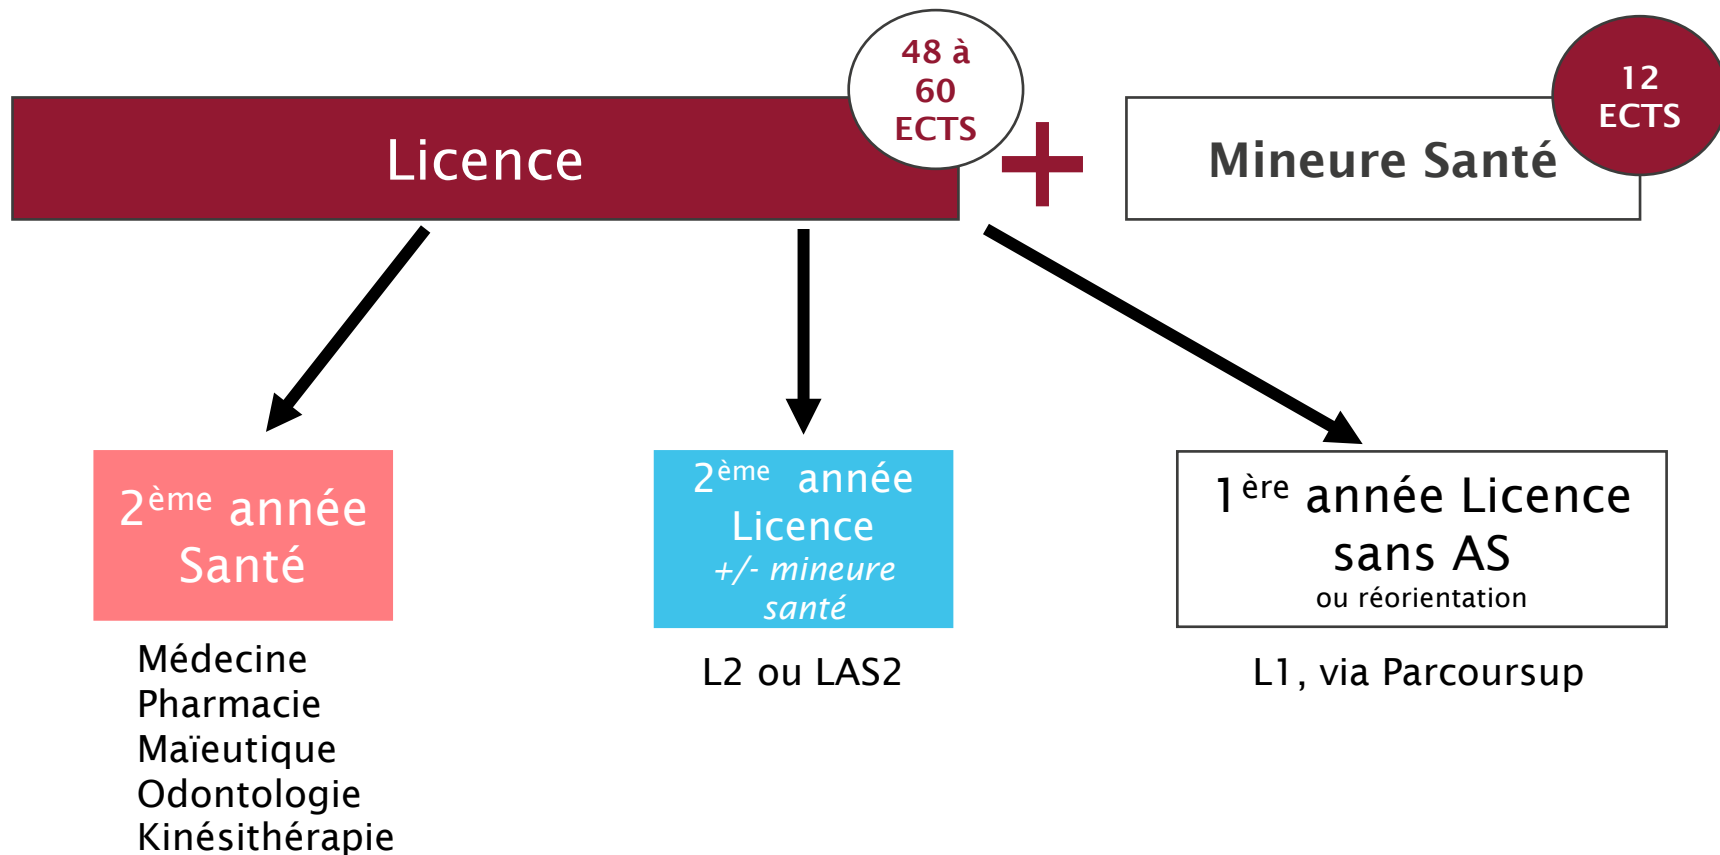 48 à
60
ECTS
12
ECTS
Licence
Mineure Santé
2ème année
Santé
2ème année
Licence
+/- mineure
santé
1ère année Licence
sans AS
ou réorientation
Médecine
Pharmacie
Maïeutique
Odontologie
Kinésithérapie
L2 ou LAS2
L1, via Parcoursup